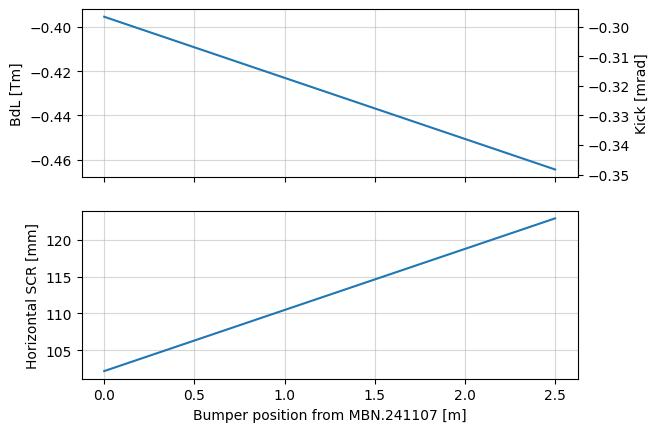 BdL [Tm]
−0.40
−0.42
−0.44
−0.46
−0.30
−0.31
−0.32
−0.33
−0.34
−0.35
Kick [mrad]
Horizontal SCR [mm]
120
115
110
105
0.0 0.5 1.0 1.5 2.0 2.5
Bumper position from MBN.241107 [m]